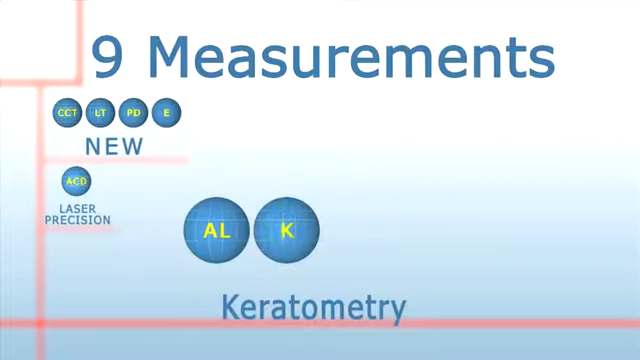 9 Measurements
CCT LT PD E
NEW
ACD
LASER
PRECISION
AL K
Keratometry